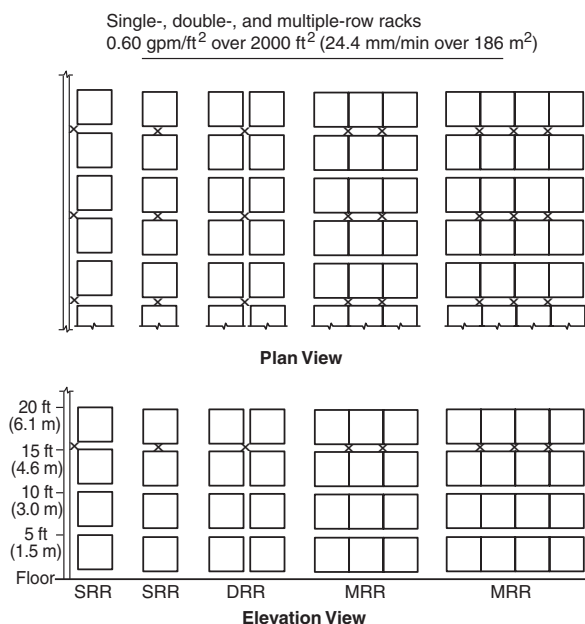 Single-, double-, and multiple-row racks
0.60 gpm/ft² over 2000 ft² (24.4 mm/min over 186 m²)
Plan View
20 ft
(6.1 m)
15 ft
(4.6 m)
10 ft
(3.0 m)
5 ft
(1.5 m)
Floor
SRR SRR DRR MRR MRR
Elevation View